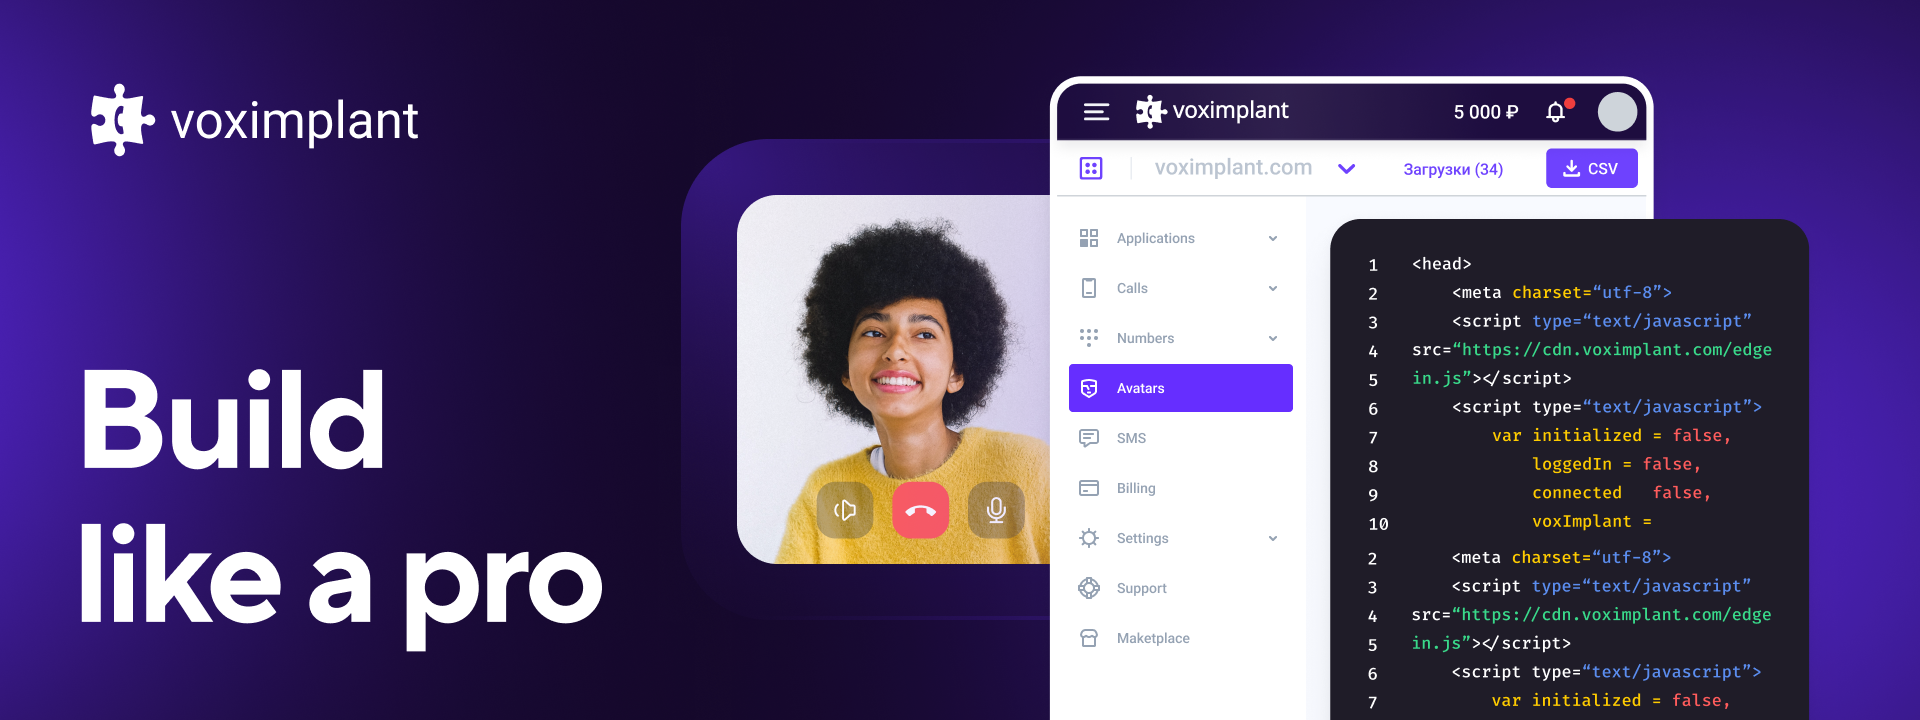 voximplant
Build
like a pro
voximplant
5 000 ₽
voximplant.com
Загрузки (34)
CSV
Applications
Calls
Numbers
Avatars
SMS
Billing
Settings
Support
Maketplace
1 <head>
2 <meta charset=“utf-8”>
3 <script type=“text/javascript”
4 src=“https://cdn.voximplant.com/edge
5 in.js”></script>
6 <script type=“text/javascript”>
7 var initialized = false,
8 loggedIn = false,
9 connected false,
10 voxImplant =
2 <meta charset=“utf-8”>
3 <script type=“text/javascript”
4 src=“https://cdn.voximplant.com/edge
5 in.js”></script>
6 <script type=“text/javascript”>
7 var initialized = false,